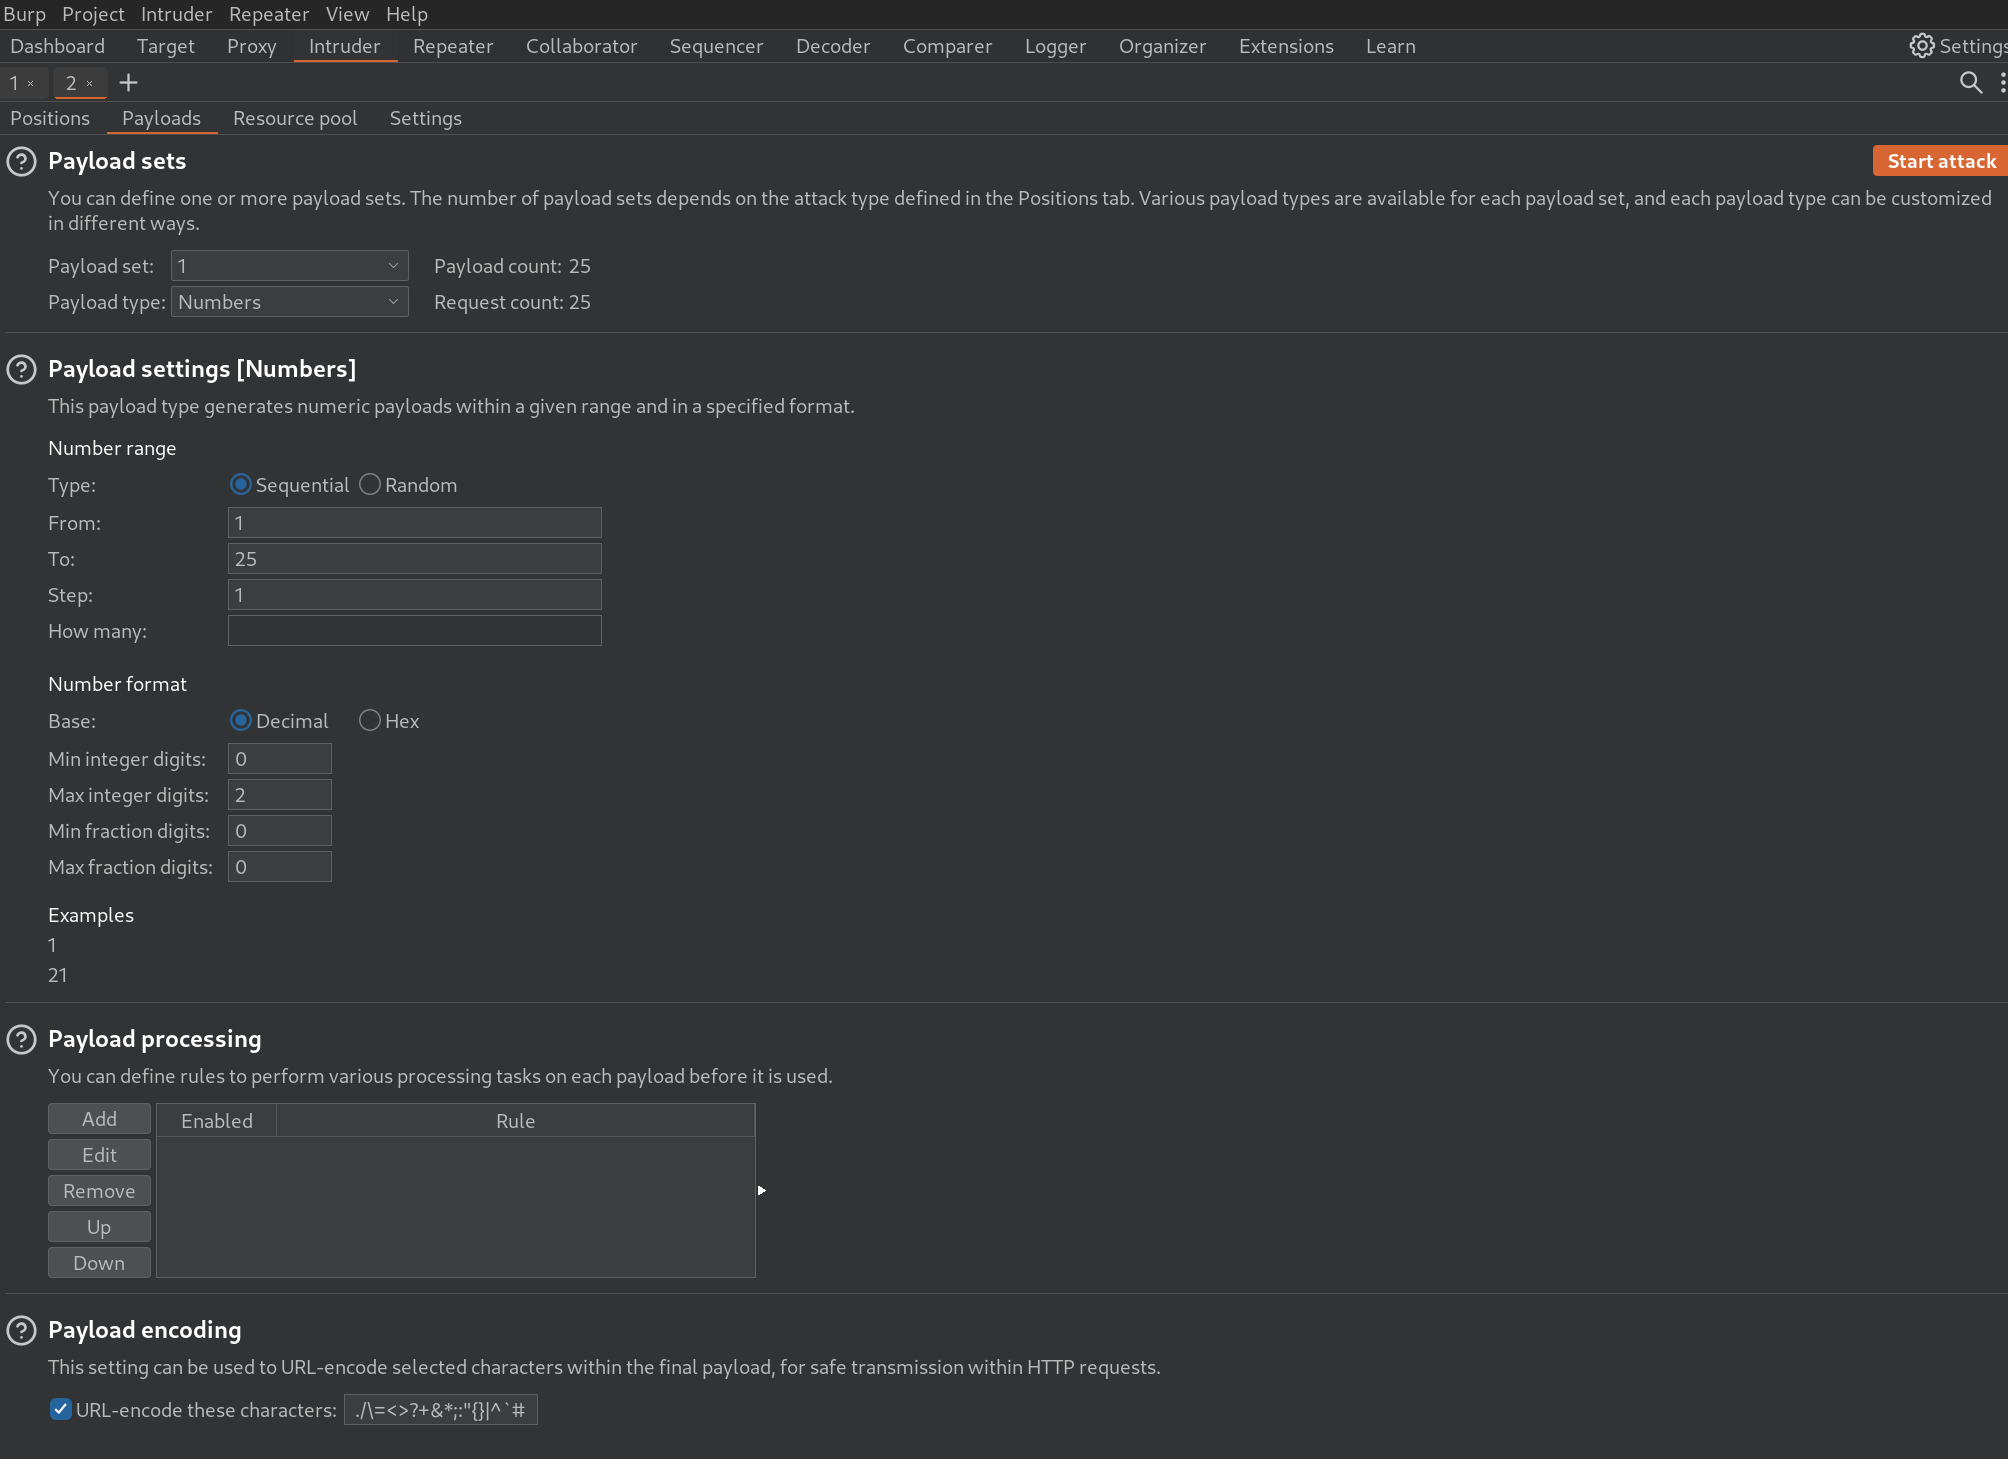 Burp Project Intruder Repeater View Help
Dashboard Target Proxy Intruder Repeater Collaborator Sequencer Decoder Comparer Logger Organizer Extensions Learn Settings
1 × 2 × +
Positions Payloads Resource pool Settings
? Payload sets Start attack
You can define one or more payload sets. The number of payload sets depends on the attack type defined in the Positions tab. Various payload types are available for each payload set, and each payload type can be customized
in different ways.
Payload set: 1 Payload count: 25
Payload type: Numbers Request count: 25
? Payload settings [Numbers]
This payload type generates numeric payloads within a given range and in a specified format.
Number range
Type: Sequential Random
From: 1
To: 25
Step: 1
How many:
Number format
Base: Decimal Hex
Min integer digits: 0
Max integer digits: 2
Min fraction digits: 0
Max fraction digits: 0
Examples
1
21
? Payload processing
You can define rules to perform various processing tasks on each payload before it is used.
Add Enabled Rule
Edit
Remove
Up
Down
? Payload encoding
This setting can be used to URL-encode selected characters within the final payload, for safe transmission within HTTP requests.
URL-encode these characters: ./\=<>?+&*;:"{}|^`#